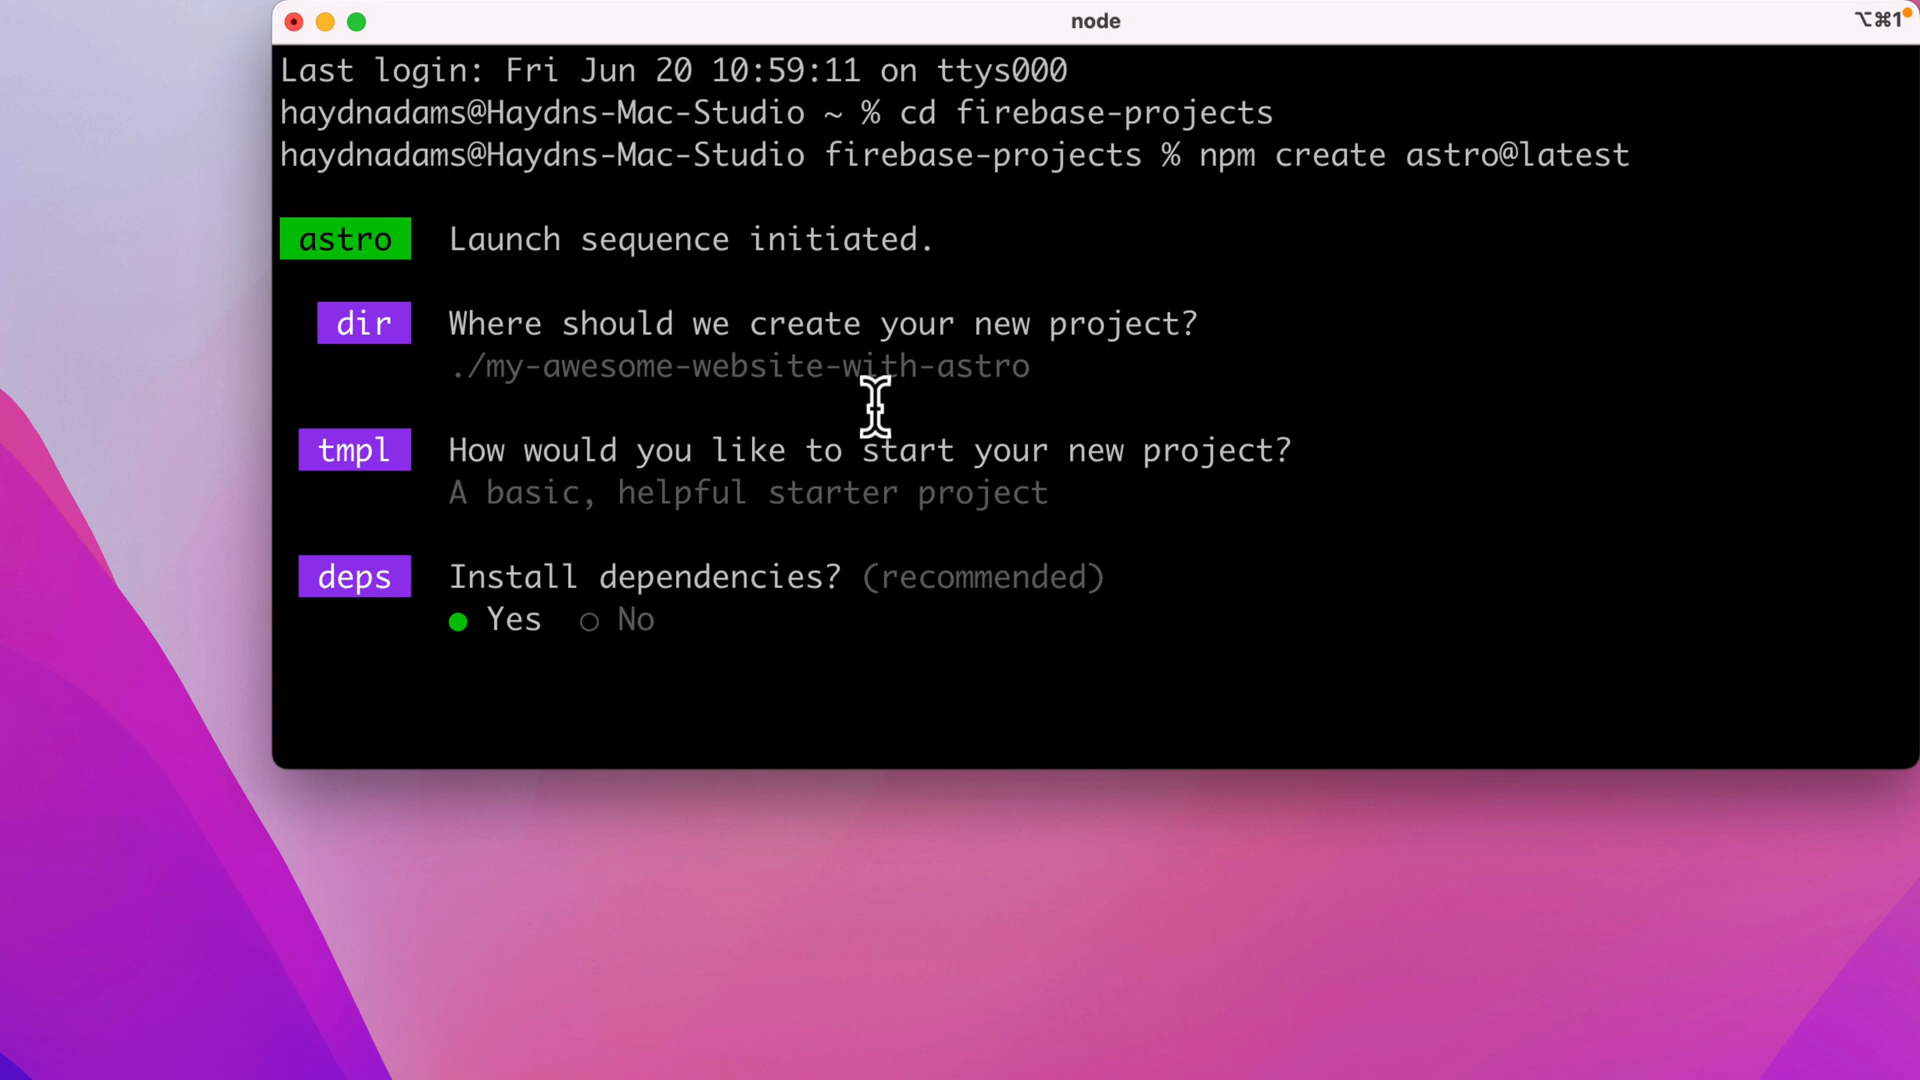 node
⌥⌘1
Last login: Fri Jun 20 10:59:11 on ttys000
haydnadams@Haydns-Mac-Studio ~ % cd firebase-projects
haydnadams@Haydns-Mac-Studio firebase-projects % npm create astro@latest
astro Launch sequence initiated.
dir Where should we create your new project?
./my-awesome-website-with-astro
tmpl How would you like to start your new project?
A basic, helpful starter project
deps Install dependencies? (recommended)
● Yes ○ No